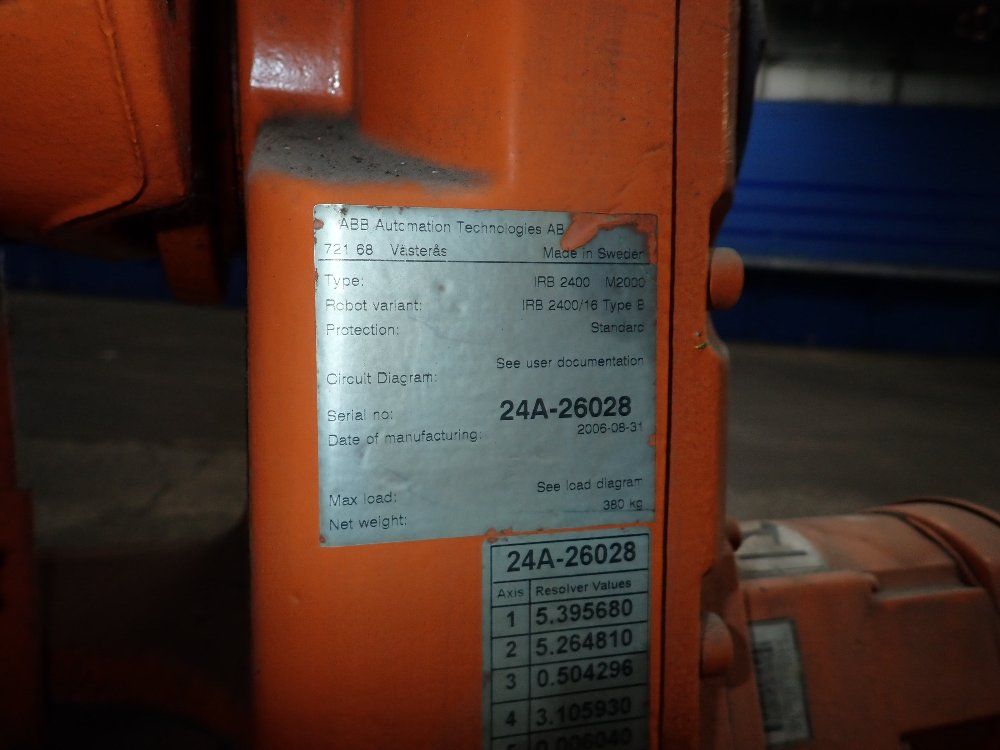 ABB Automation Technologies AB
721 68 Västerås Made in Sweden
Type: IRB 2400 M2000
Robot variant: IRB 2400/16 Type B
Protection: Standard
Circuit Diagram: See user documentation
Serial no: 24A-26028
Date of manufacturing: 2006-08-31
Max load: See load diagram
Net weight: 380 kg
24A-26028
Axis Resolver Values
1 5.395680
2 5.264810
3 0.504296
4 3.105930